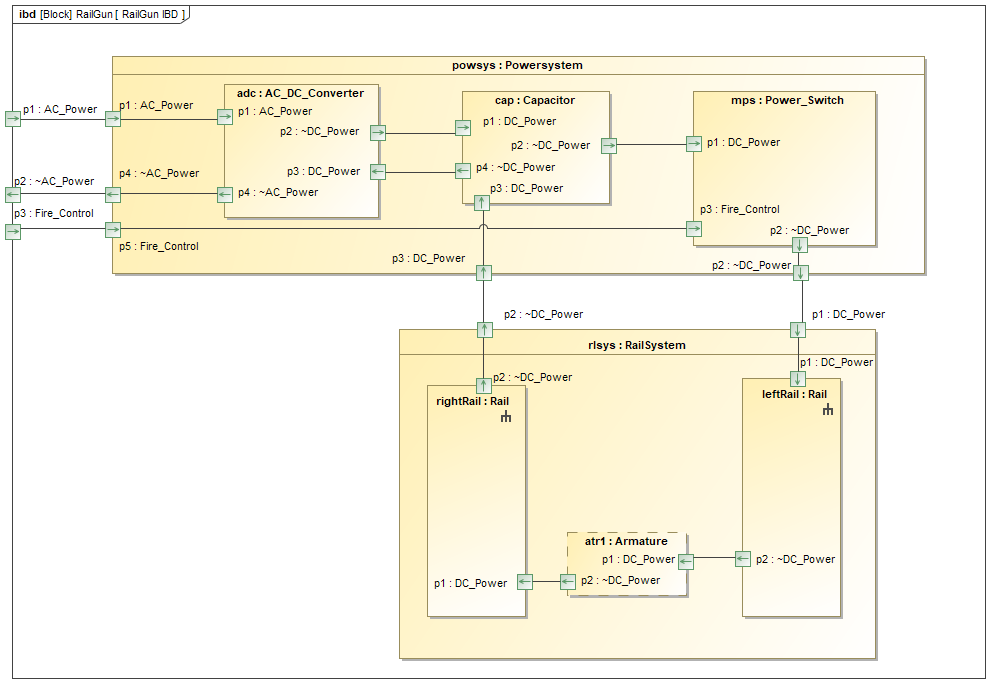 ibd [Block] RailGun [ RailGun IBD ]
powsys : Powersystem
adc : AC_DC_Converter
cap : Capacitor
mps : Power_Switch
p1 : AC_Power
p1 : AC_Power
p1 : AC_Power
p2 : ~DC_Power
p1 : DC_Power
p2 : ~DC_Power
p1 : DC_Power
p4 : ~AC_Power
p3 : DC_Power
p4 : ~DC_Power
p2 : ~AC_Power
p4 : ~AC_Power
p3 : DC_Power
p3 : Fire_Control
p3 : Fire_Control
p2 : ~DC_Power
p5 : Fire_Control
p3 : DC_Power
p2 : ~DC_Power
p2 : ~DC_Power
p1 : DC_Power
rlsys : RailSystem
p1 : DC_Power
p2 : ~DC_Power
rightRail : Rail
leftRail : Rail
atr1 : Armature
p1 : DC_Power
p2 : ~DC_Power
p1 : DC_Power
p2 : ~DC_Power